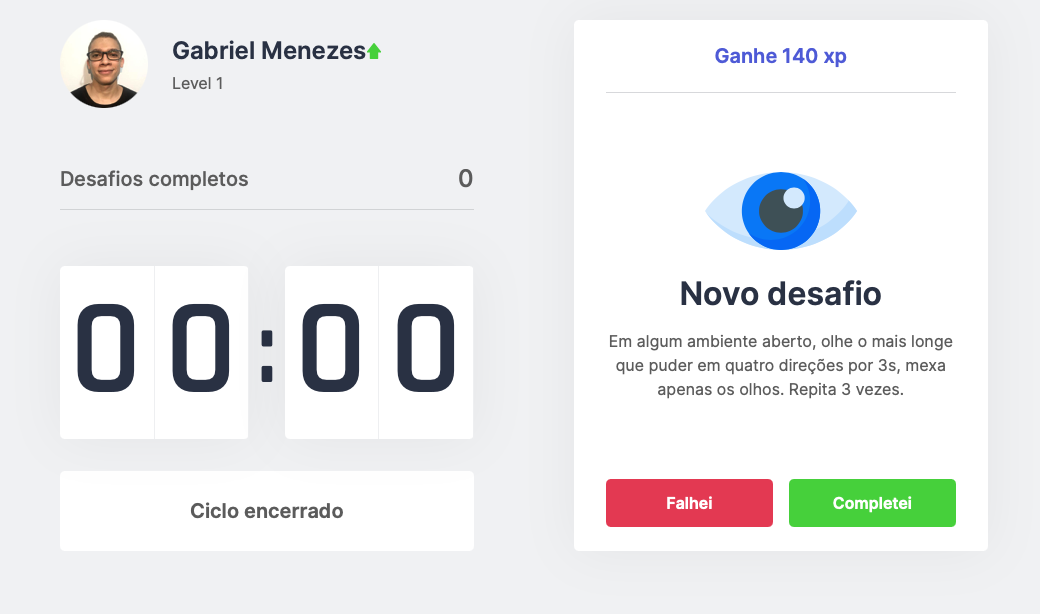 Gabriel Menezes
Level 1
Desafios completos 0
00:00
Ciclo encerrado
Ganhe 140 xp
Novo desafio
Em algum ambiente aberto, olhe o mais longe
que puder em quatro direções por 3s, mexa
apenas os olhos. Repita 3 vezes.
Falhei
Completei